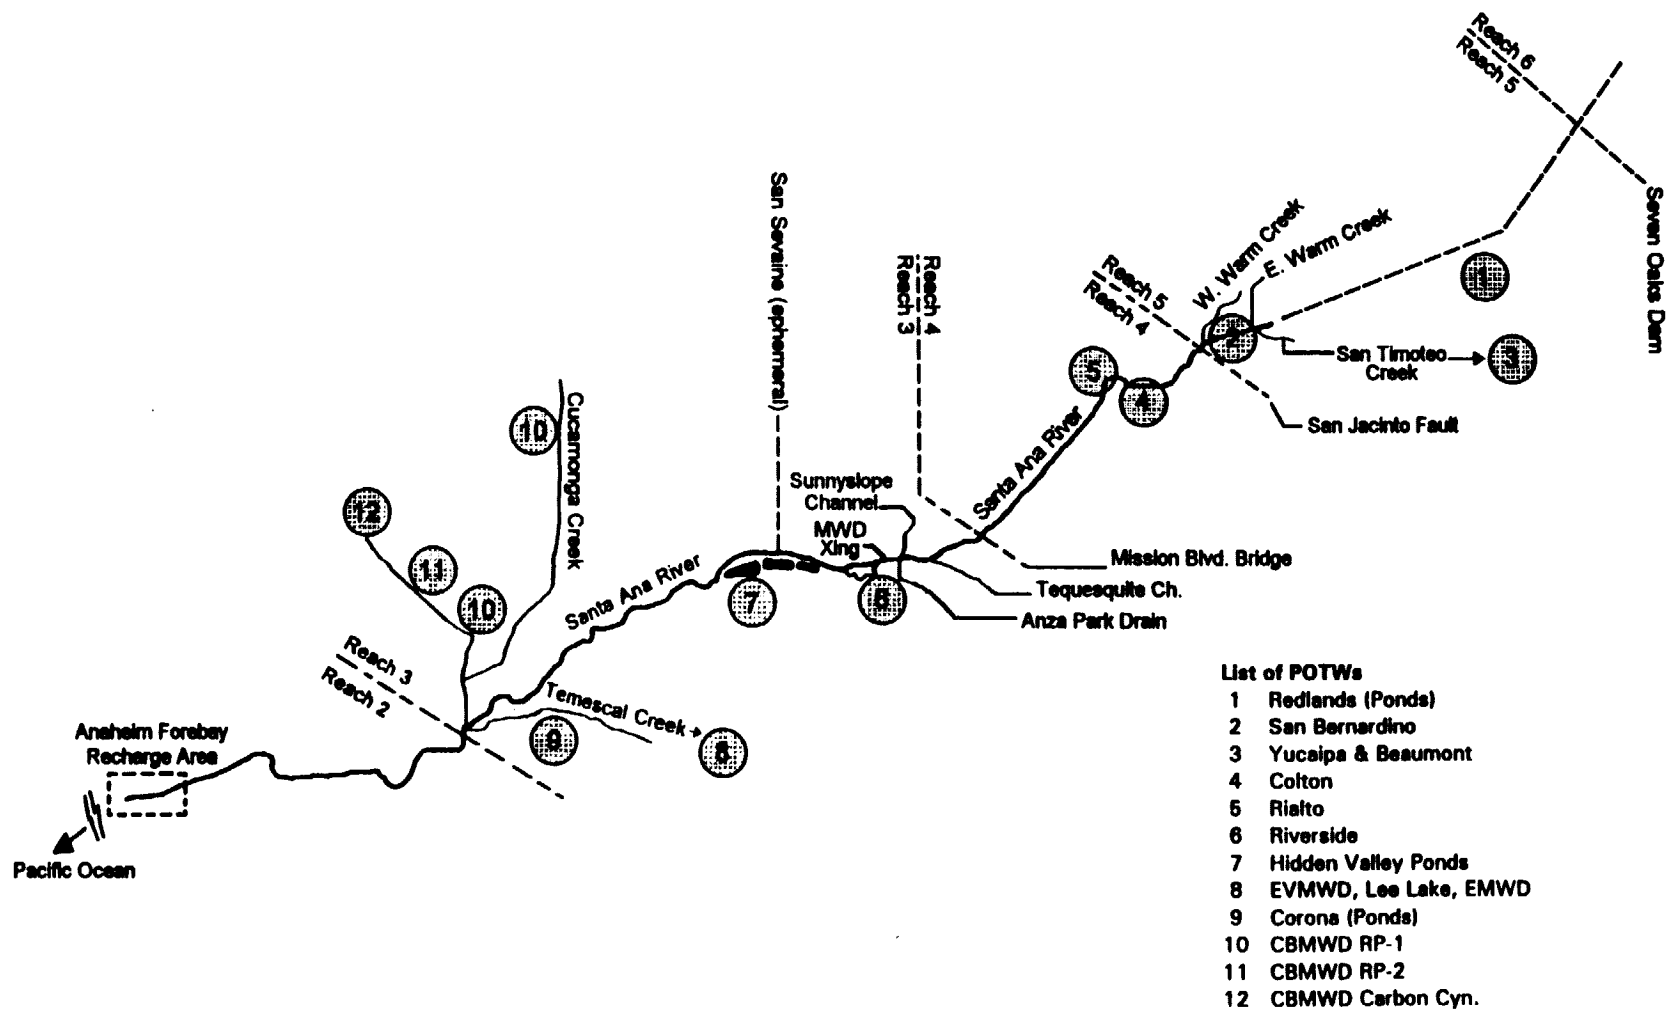 Reach 6
Reach 5
Seven Oaks Dam
San Sevaine (ephemeral)
Reach 4
Reach 3
Reach 5
Reach 4
W. Warm Creek
E. Warm Creek
1
2
San Timoteo
Creek
3
5
4
San Jacinto Fault
Cucamonga Creek
10
Santa Ana River
Sunnyslope
Channel
MWD
Xing
12
11
10
Santa Ana River
7
6
Mission Blvd. Bridge
Tequesquite Ch.
Anza Park Drain
Reach 3
Reach 2
Temescal Creek
9
8
Anaheim Forebay
Recharge Area
Pacific Ocean
List of POTWs
1 Redlands (Ponds)
2 San Bernardino
3 Yucaipa & Beaumont
4 Colton
5 Rialto
6 Riverside
7 Hidden Valley Ponds
8 EVMWD, Lee Lake, EMWD
9 Corona (Ponds)
10 CBMWD RP-1
11 CBMWD RP-2
12 CBMWD Carbon Cyn.